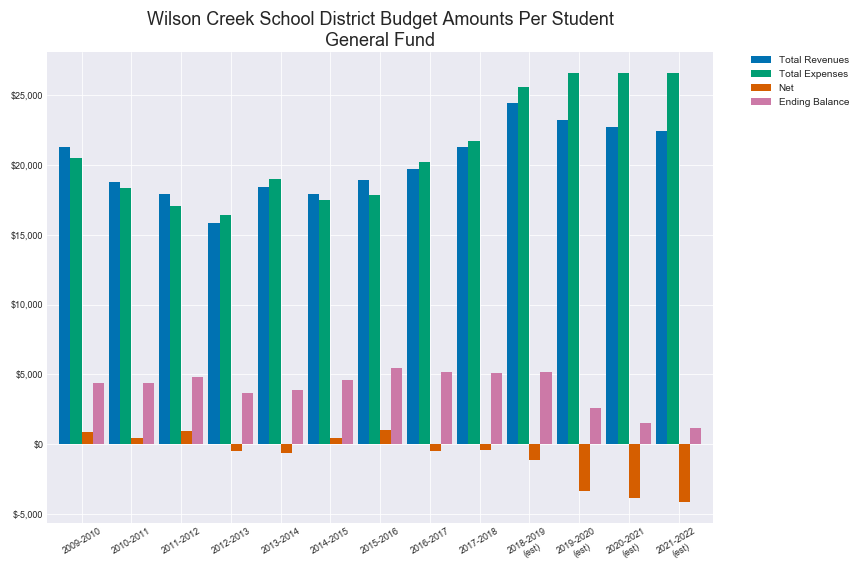 Wilson Creek School District Budget Amounts Per Student
General Fund
Total Revenues
Total Expenses
Net
Ending Balance
$25,000
$20,000
$15,000
$10,000
$5,000
$0
$-5,000
2009-2010
2010-2011
2011-2012
2012-2013
2013-2014
2014-2015
2015-2016
2016-2017
2017-2018
2018-2019
(est)
2019-2020
(est)
2020-2021
(est)
2021-2022
(est)